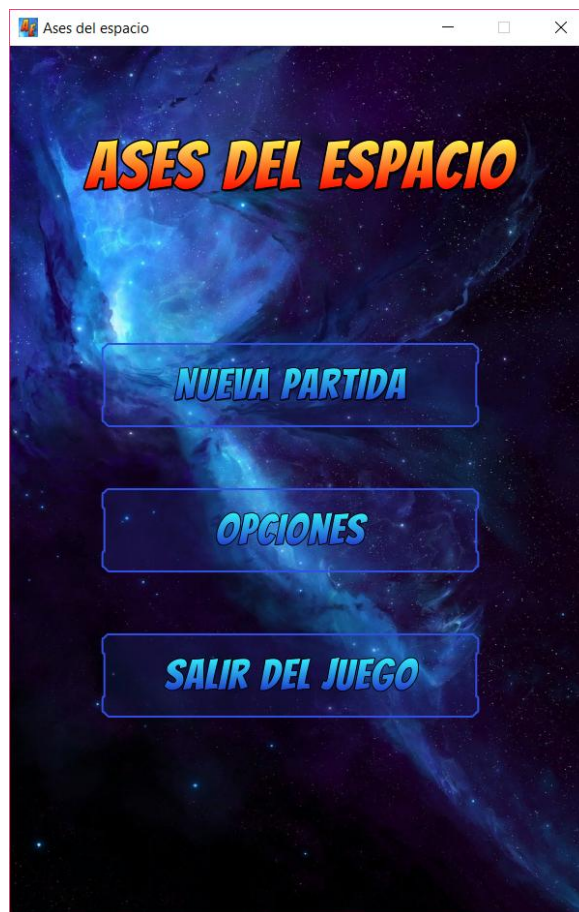 Ases del espacio
ASES DEL ESPACIO
NUEVA PARTIDA
OPCIONES
SALIR DEL JUEGO